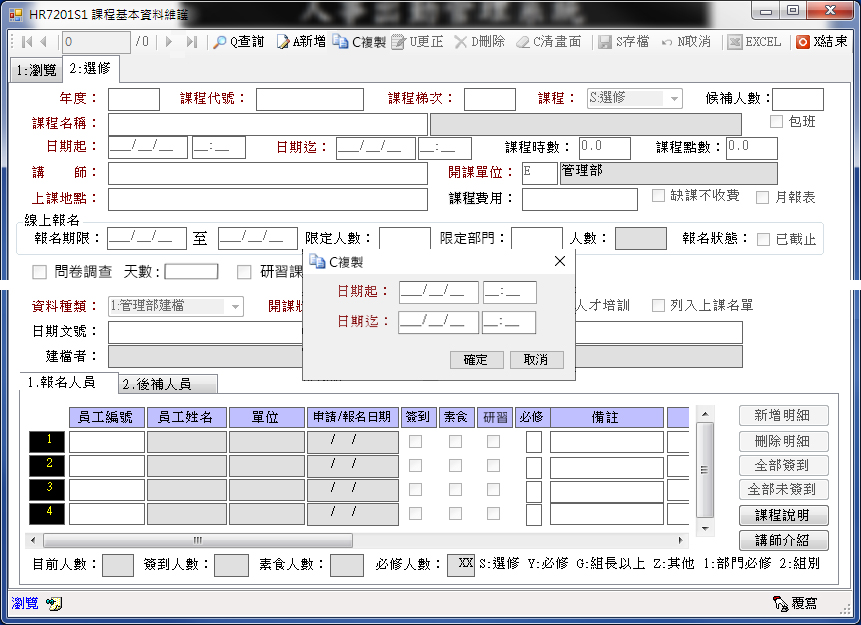 人事出勤管理系統
HR7201S1 課程基本資料維護
0 /0 Q查詢 A新增 C複製 U更正 D刪除 C清畫面 S存檔 N取消 EXCEL X結束
1:瀏覽 2:選修
年度: 課程代號: 課程梯次: 課程: S:選修 候補人數:
課程名稱: 包班
日期起: __/__/__ __:__ 日期迄: __/__/__ __:__ 課程時數: 0.0 課程點數: 0.0
講 師: 開課單位: E 管理部
上課地點: 課程費用: 缺課不收費 月報表
線上報名
報名期限: __/__/__ 至 __/__/__ 限定人數: 限定部門: 人數: 報名狀態: 已截止
問卷調查 天數: 研習課
C複製
日期起: __/__/__ __:__
日期迄: __/__/__ __:__
確定 取消
資料種類: 1:管理部建檔 開課 人才培訓 列入上課名單
日期文號:
建檔者:
1.報名人員 2.後補人員
員工編號 員工姓名 單位 申請/報名日期 簽到 素食 研習 必修 備註
1 / /
2 / /
3 / /
4 / /
新增明細
刪除明細
全部簽到
全部未簽到
課程說明
講師介紹
目前人數: 簽到人數: 素食人數: 必修人數: XX S:選修 Y:必修 G:組長以上 Z:其他 1:部門必修 2:組別
瀏覽 覆寫